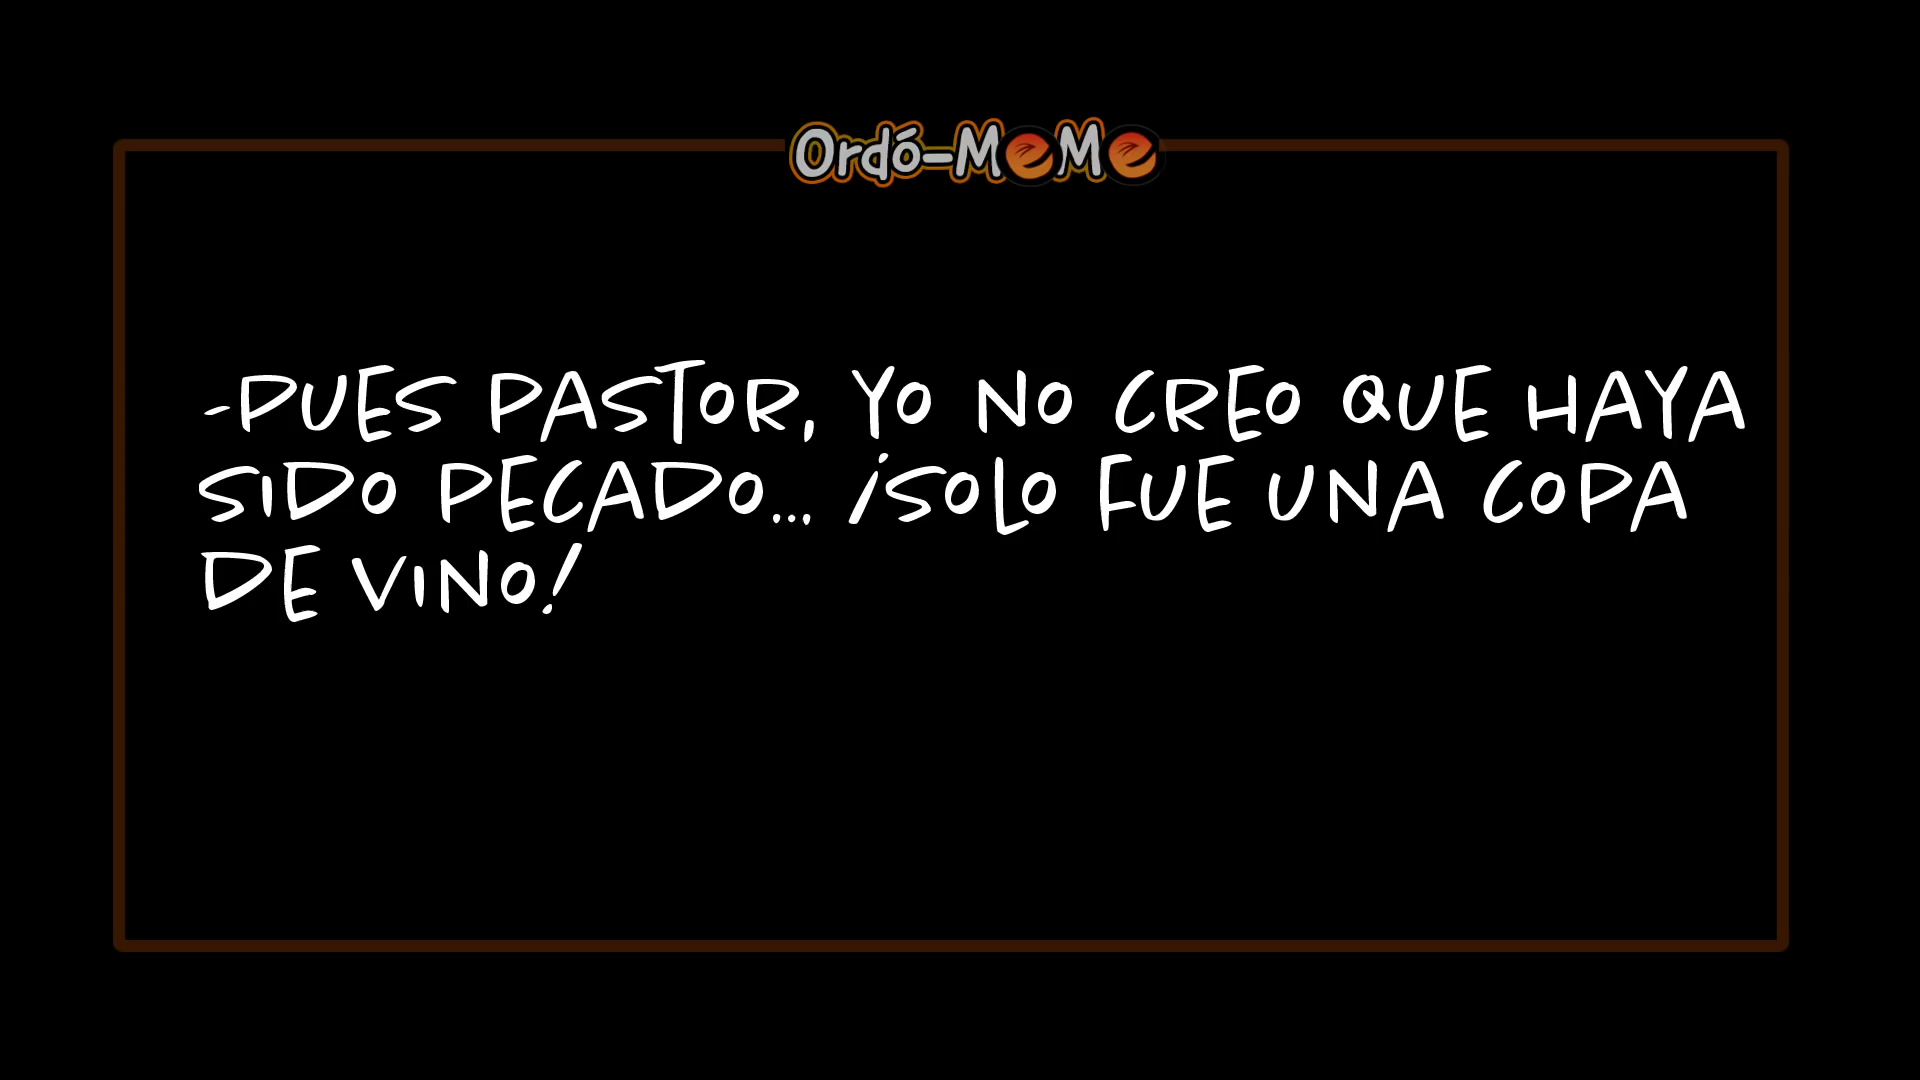 Ordó-MeMe
-PUES PASTOR, YO NO CREO QUE HAYA
SIDO PECADO... ¡SOLO FUE UNA COPA
DE VINO!